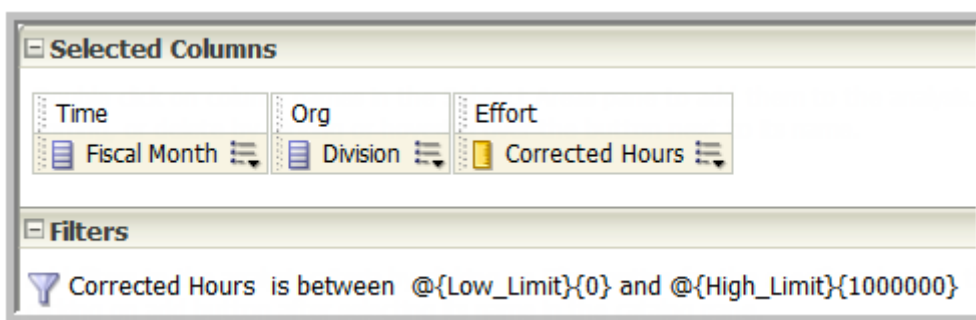 Selected Columns
Time Org Effort
Fiscal Month Division Corrected Hours
Filters
Corrected Hours is between @{Low_Limit}{0} and @{High_Limit}{1000000}